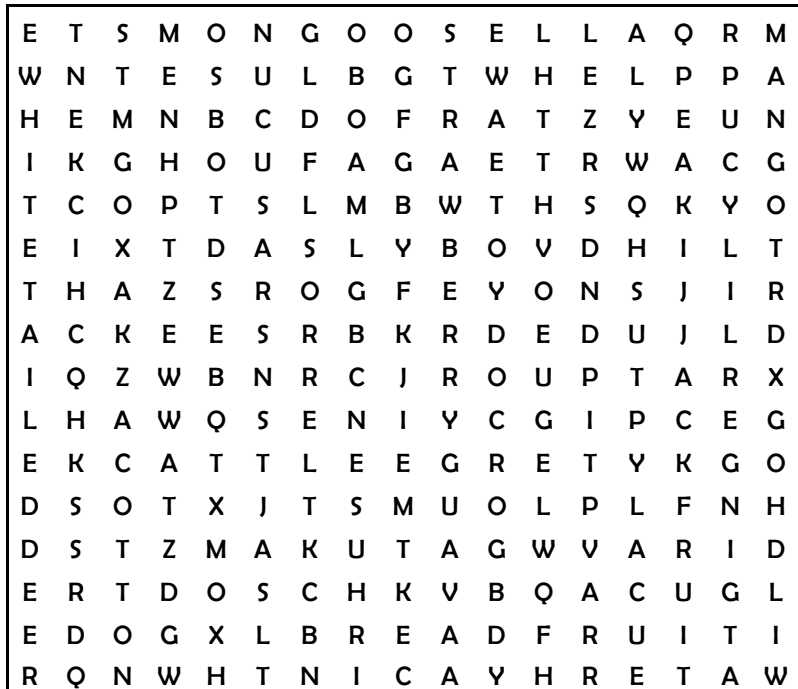 E T S M O N G O O S E L L A Q R M
W N T E S U L B G T W H E L P P A
H E M N B C D O F R A T Z Y E U N
I K G H O U F A G A E T R W A C G
T C O P T S L M B W T H S Q K Y O
E I X T D A S L Y B O V D H I L T
T H A Z S R O G F E Y O N S J I R
A C K E E S R B K R D E D U J L D
I Q Z W B N R C J R O U P T A R X
L H A W Q S E N I Y C G I P C E G
E K C A T T L E E G R E T Y K G O
D S O T X J T S M U O L P L F N H
D S T Z M A K U T A G W V A R I D
E R T D O S C H K V B Q A C U G L
E D O G X L B R E A D F R U I T I
R Q N W H T N I C A Y H R E T A W